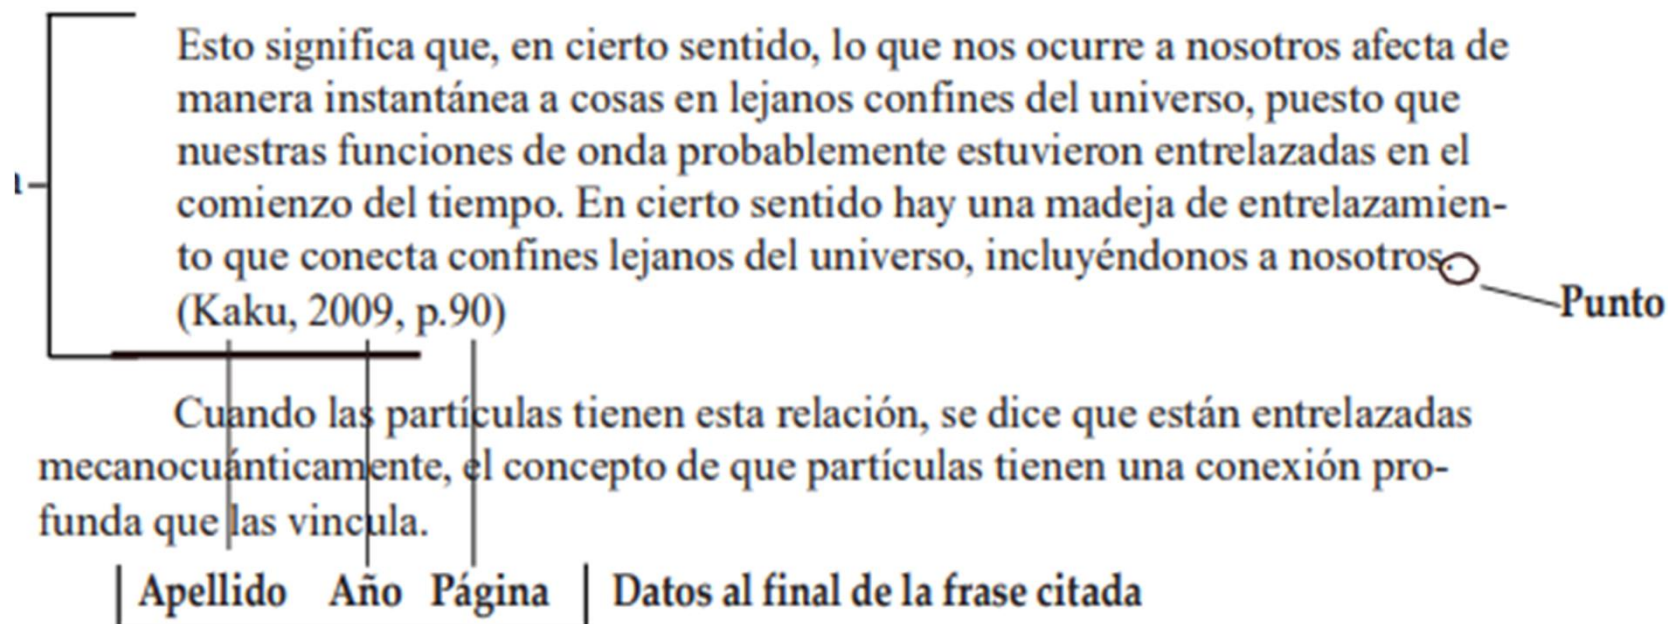 Esto significa que, en cierto sentido, lo que nos ocurre a nosotros afecta de
manera instantánea a cosas en lejanos confines del universo, puesto que
nuestras funciones de onda probablemente estuvieron entrelazadas en el
comienzo del tiempo. En cierto sentido hay una madeja de entrelazamien-
to que conecta confines lejanos del universo, incluyéndonos a nosotros.
(Kaku, 2009, p.90)
Punto
Cuando las partículas tienen esta relación, se dice que están entrelazadas
mecanocuánticamente, el concepto de que partículas tienen una conexión pro-
funda que las vincula.
Apellido Año Página Datos al final de la frase citada